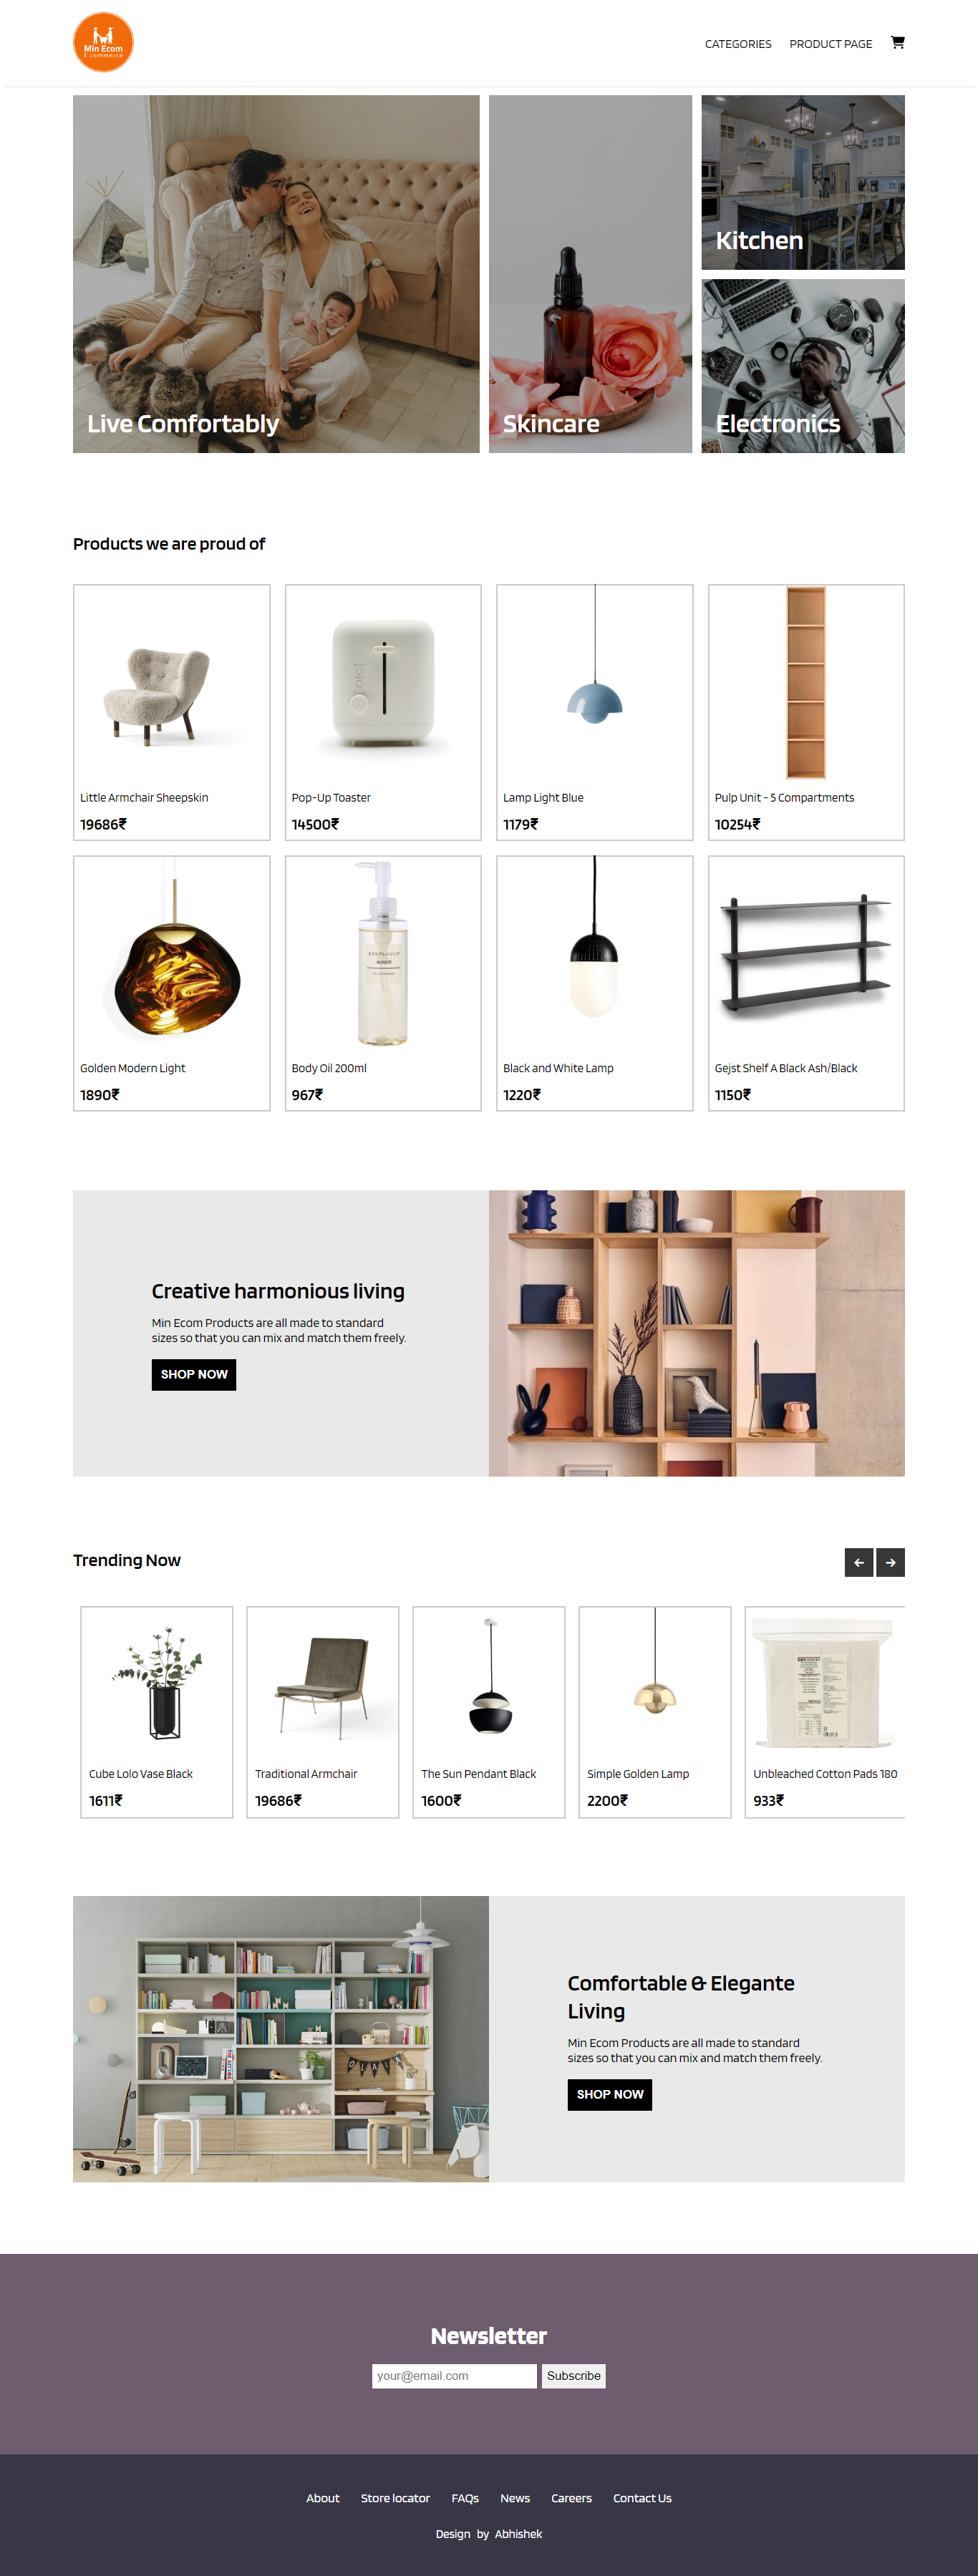 Min Ecom
E commerce
CATEGORIES
PRODUCT PAGE
Live Comfortably
Skincare
Kitchen
Electronics
Products we are proud of
Little Armchair Sheepskin
19686₹
Pop-Up Toaster
14500₹
Lamp Light Blue
1179₹
Pulp Unit - 5 Compartments
10254₹
Golden Modern Light
1890₹
Body Oil 200ml
967₹
Black and White Lamp
1220₹
Gejst Shelf A Black Ash/Black
1150₹
Creative harmonious living
Min Ecom Products are all made to standard
sizes so that you can mix and match them freely.
SHOP NOW
Trending Now
Cube Lolo Vase Black
1611₹
Traditional Armchair
19686₹
The Sun Pendant Black
1600₹
Simple Golden Lamp
2200₹
Unbleached Cotton Pads 180
933₹
Comfortable & Elegante
Living
Min Ecom Products are all made to standard
sizes so that you can mix and match them freely.
SHOP NOW
Newsletter
your@email.com
Subscribe
About
Store locator
FAQs
News
Careers
Contact Us
Design by Abhishek